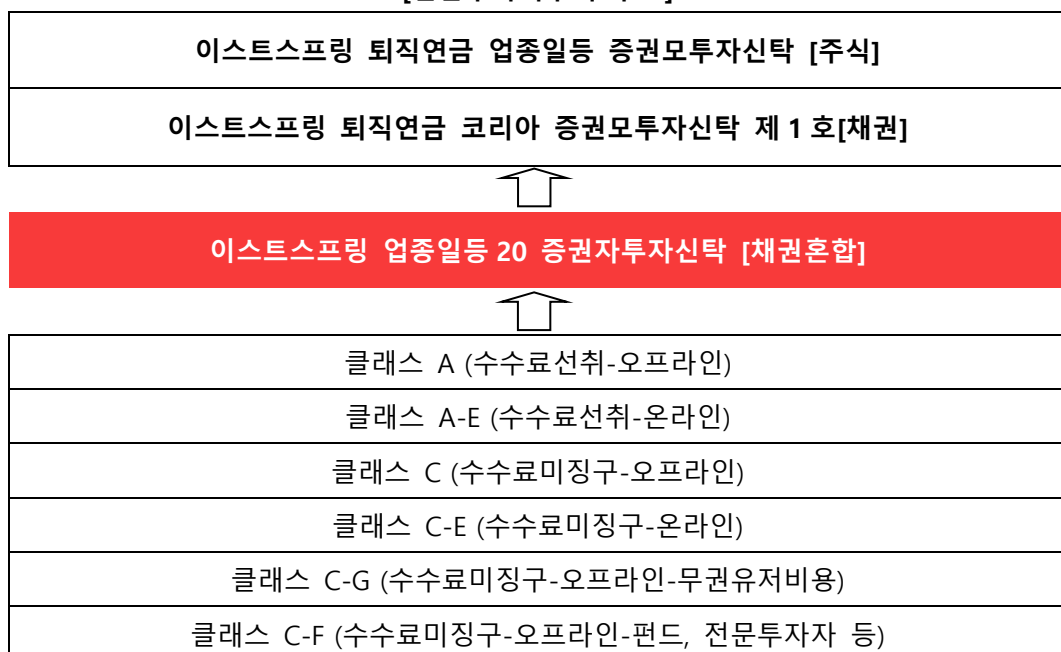 이스트스프링 퇴직연금 업종일등 증권모투자신탁 [주식]
이스트스프링 퇴직연금 코리아 증권모투자신탁 제 1 호[채권]
이스트스프링 업종일등 20 증권자투자신탁 [채권혼합]
클래스 A (수수료선취-오프라인)
클래스 A-E (수수료선취-온라인)
클래스 C (수수료미징구-오프라인)
클래스 C-E (수수료미징구-온라인)
클래스 C-G (수수료미징구-오프라인-무권유저비용)
클래스 C-F (수수료미징구-오프라인-펀드, 전문투자자 등)